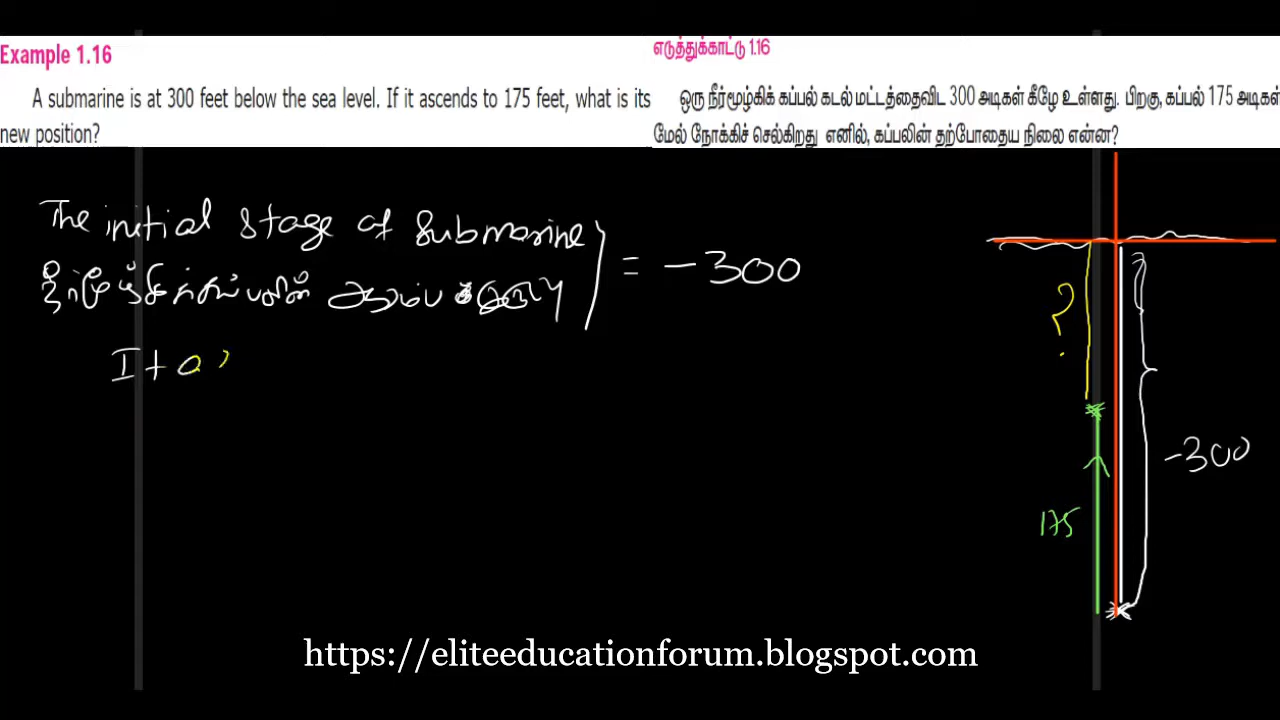 Example 1.16
A submarine is at 300 feet below the sea level. If it ascends to 175 feet, what is its
new position?
எடுத்துக்காட்டு 1.16
ஒரு நீர்மூழ்கிக் கப்பல் கடல் மட்டத்தைவிட 300 அடிகள் கீழே உள்ளது. பிறகு, கப்பல் 175 அடிகள்
மேல் நோக்கிச் செல்கிறது எனில், கப்பலின் தற்போதைய நிலை என்ன?
The initial stage of submarine
= -300
It a
?
-300
175
https://eliteeducationforum.blogspot.com